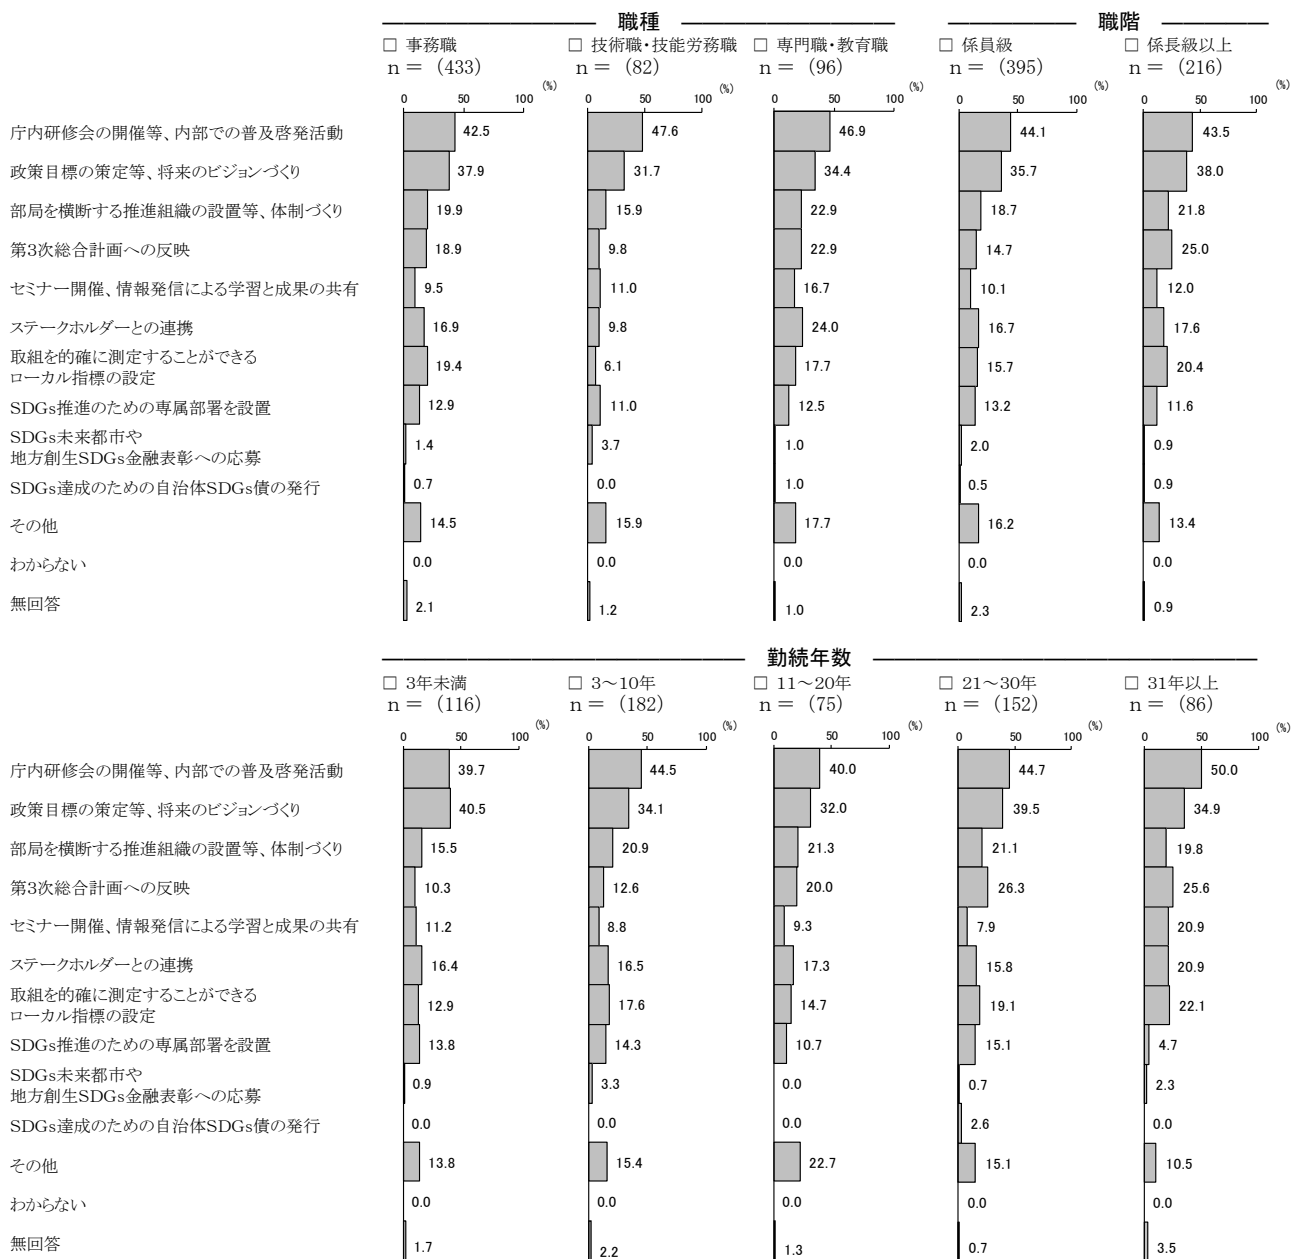 職種 職階
□ 事務職 □ 技術職・技能労務職 □ 専門職・教育職 □ 係員級 □ 係長級以上
n = (433) n = (82) n = (96) n = (395) n = (216)
(%) (%) (%) (%) (%)
0 50 100 0 50 100 0 50 100 0 50 100 0 50 100
庁内研修会の開催等、内部での普及啓発活動 42.5 47.6 46.9 44.1 43.5
政策目標の策定等、将来のビジョンづくり 37.9 31.7 34.4 35.7 38.0
部局を横断する推進組織の設置等、体制づくり 19.9 15.9 22.9 18.7 21.8
第3次総合計画への反映 18.9 9.8 22.9 14.7 25.0
セミナー開催、情報発信による学習と成果の共有 9.5 11.0 16.7 10.1 12.0
ステークホルダーとの連携 16.9 9.8 24.0 16.7 17.6
取組を的確に測定することができる
ローカル指標の設定 19.4 6.1 17.7 15.7 20.4
SDGs推進のための専属部署を設置 12.9 11.0 12.5 13.2 11.6
SDGs未来都市や
地方創生SDGs金融表彰への応募 1.4 3.7 1.0 2.0 0.9
SDGs達成のための自治体SDGs債の発行 0.7 0.0 1.0 0.5 0.9
その他 14.5 15.9 17.7 16.2 13.4
わからない 0.0 0.0 0.0 0.0 0.0
無回答 2.1 1.2 1.0 2.3 0.9
勤続年数
□ 3年未満 □ 3～10年 □ 11～20年 □ 21～30年 □ 31年以上
n = (116) n = (182) n = (75) n = (152) n = (86)
(%) (%) (%) (%) (%)
0 50 100 0 50 100 0 50 100 0 50 100 0 50 100
庁内研修会の開催等、内部での普及啓発活動 39.7 44.5 40.0 44.7 50.0
政策目標の策定等、将来のビジョンづくり 40.5 34.1 32.0 39.5 34.9
部局を横断する推進組織の設置等、体制づくり 15.5 20.9 21.3 21.1 19.8
第3次総合計画への反映 10.3 12.6 20.0 26.3 25.6
セミナー開催、情報発信による学習と成果の共有 11.2 8.8 9.3 7.9 20.9
ステークホルダーとの連携 16.4 16.5 17.3 15.8 20.9
取組を的確に測定することができる
ローカル指標の設定 12.9 17.6 14.7 19.1 22.1
SDGs推進のための専属部署を設置 13.8 14.3 10.7 15.1 4.7
SDGs未来都市や
地方創生SDGs金融表彰への応募 0.9 3.3 0.0 0.7 2.3
SDGs達成のための自治体SDGs債の発行 0.0 0.0 0.0 2.6 0.0
その他 13.8 15.4 22.7 15.1 10.5
わからない 0.0 0.0 0.0 0.0 0.0
無回答 1.7 2.2 1.3 0.7 3.5